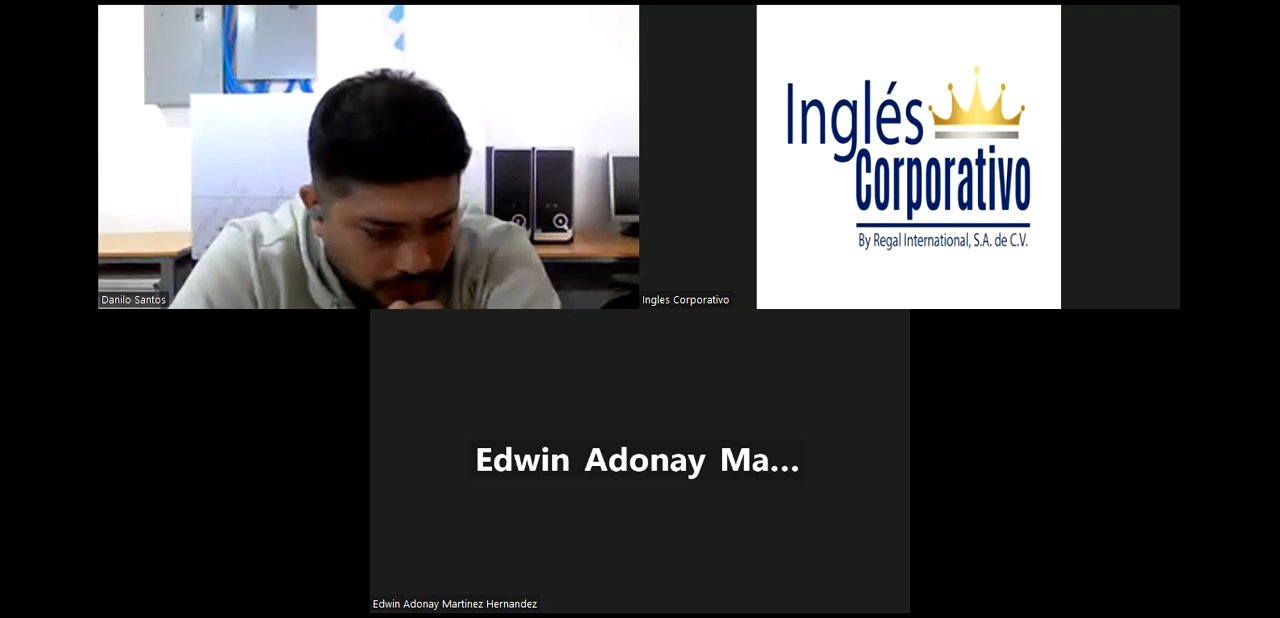 Inglés
Corporativo
By Regal International, S.A. de C.V.
Danilo Santos
Ingles Corporativo
Edwin Adonay Ma...
Edwin Adonay Martinez Hernandez